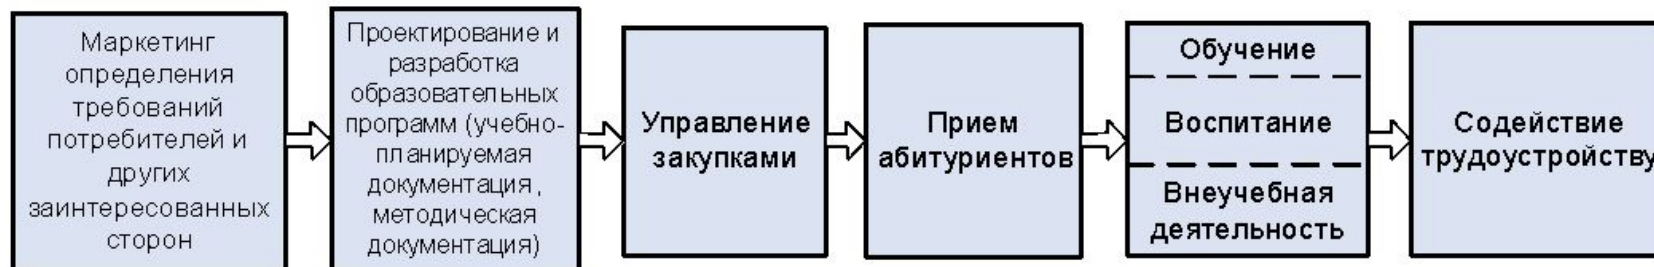 Маркетинг
определения
требований
потребителей и
других
заинтересованных
сторон
Проектирование и
разработка
образовательных
программ (учебно-
планируемая
документация,
методическая
документация)
Управление
закупками
Прием
абитуриентов
Обучение
Воспитание
Внеучебная
деятельность
Содействие
трудоустройству